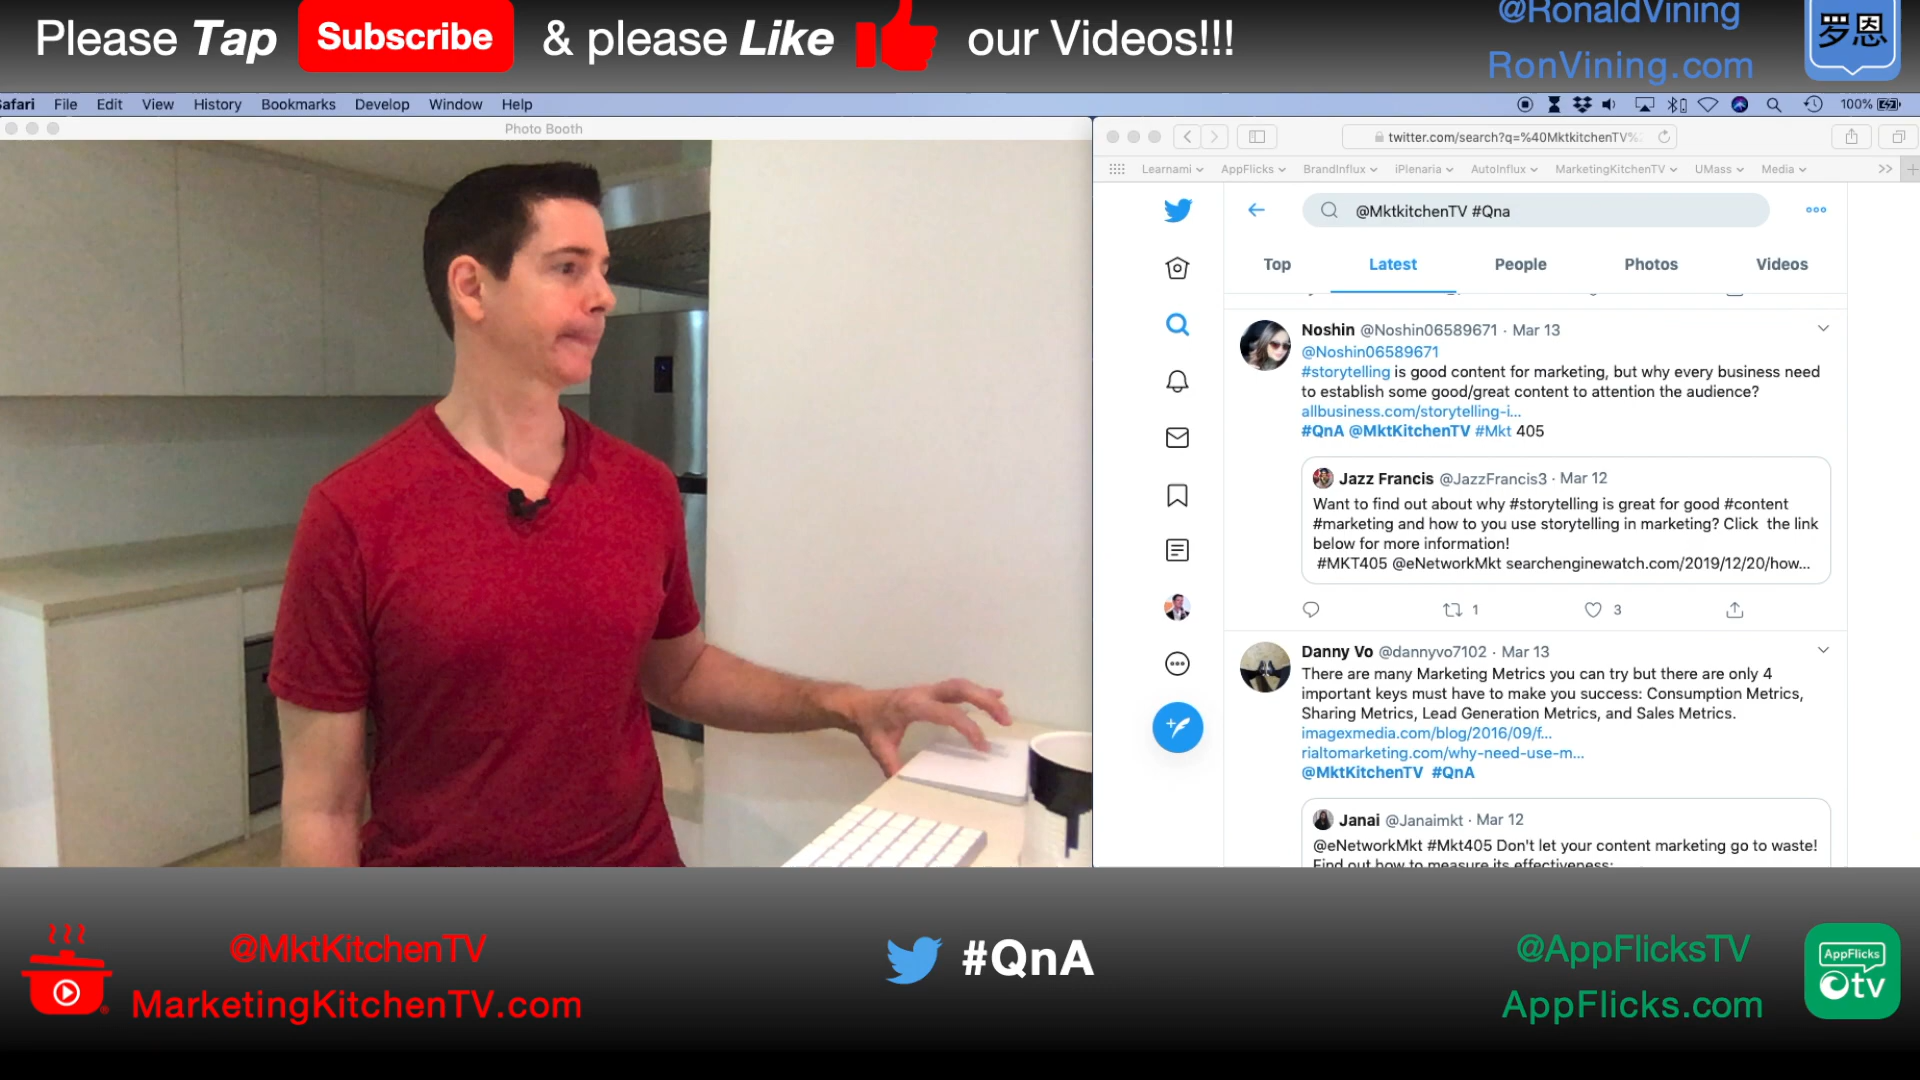 Please Tap Subscribe & please Like our Videos!!!
@RonaldVining
RonVining.com
罗恩
Safari File Edit View History Bookmarks Develop Window Help
100%
Photo Booth
twitter.com/search?q=%40MktkitchenTV%2
Learnami AppFlicks BrandInflux iPlenaria AutoInflux MarketingKitchenTV UMass Media
@MktkitchenTV #Qna
Top Latest People Photos Videos
Noshin @Noshin06589671 · Mar 13
@Noshin06589671
#storytelling is good content for marketing, but why every business need
to establish some good/great content to attention the audience?
allbusiness.com/storytelling-i...
#QnA @MktKitchenTV #Mkt 405
Jazz Francis @JazzFrancis3 · Mar 12
Want to find out about why #storytelling is great for good #content
#marketing and how to you use storytelling in marketing? Click the link
below for more information!
#MKT405 @eNetworkMkt searchenginewatch.com/2019/12/20/how...
1 3
Danny Vo @dannyvo7102 · Mar 13
There are many Marketing Metrics you can try but there are only 4
important keys must have to make you success: Consumption Metrics,
Sharing Metrics, Lead Generation Metrics, and Sales Metrics.
imagexmedia.com/blog/2016/09/f...
rialtomarketing.com/why-need-use-m...
@MktKitchenTV #QnA
Janai @Janaimkt · Mar 12
@eNetworkMkt #Mkt405 Don't let your content marketing go to waste!
Find out how to measure its effectiveness:
@MktKitchenTV
MarketingKitchenTV.com
#QnA
@AppFlicksTV
AppFlicks.com
AppFlicks
tv